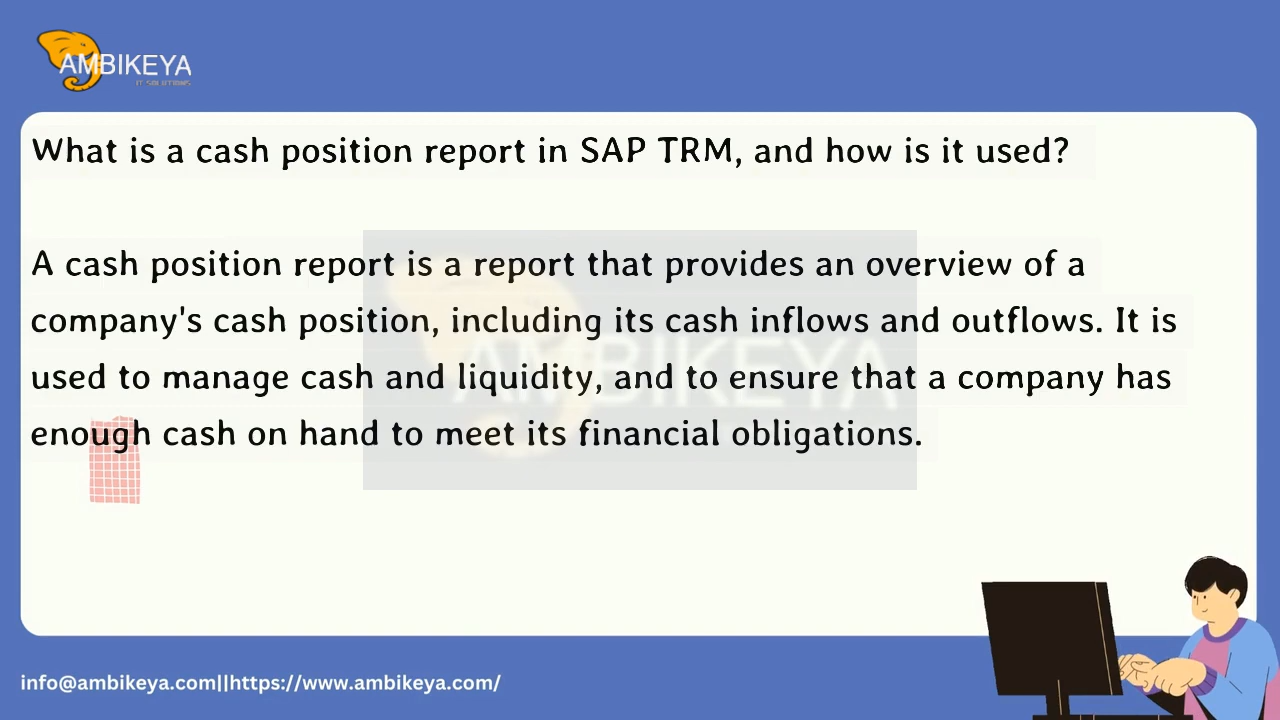 AMBIKEYA
IT SOLUTIONS
What is a cash position report in SAP TRM, and how is it used?
A cash position report is a report that provides an overview of a
company's cash position, including its cash inflows and outflows. It is
used to manage cash and liquidity, and to ensure that a company has
enough cash on hand to meet its financial obligations.
AMBIKEYA
info@ambikeya.com||https://www.ambikeya.com/